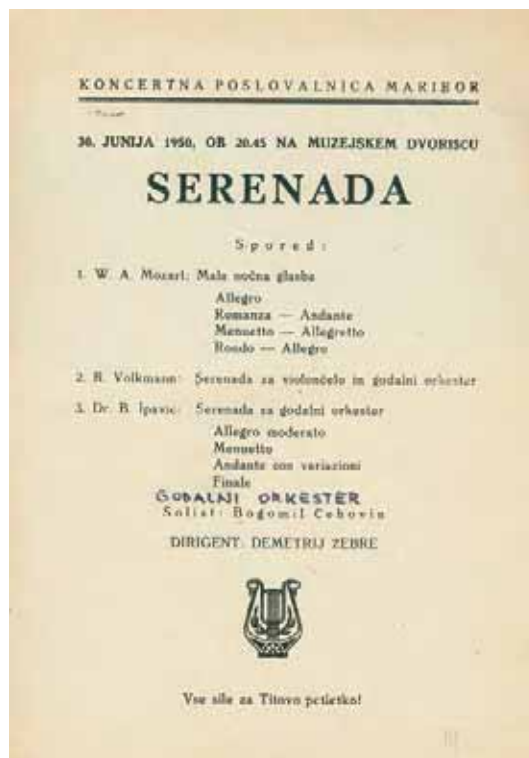 KONCERTNA POSLOVALNICA MARIBOR
30. JUNIJA 1950, OB 20.45 NA MUZEJSKEM DVORISCU
SERENADA
Spored:
1. W. A. Mozart: Mala nočna glasba
Allegro
Romanza — Andante
Menuetto — Allegretto
Rondo — Allegro
2. R. Volkmann: Serenada za violončelo in godalni orkester
3. Dr. B. Ipavic: Serenada za godalni orkester
Allegro moderato
Menuetto
Andante con variazioni
Finale
GODALNI ORKESTER
Solist: Bogomil Cehovin
DIRIGENT: DEMETRIJ ZEBRE
Vse sile za Titovo petletko!